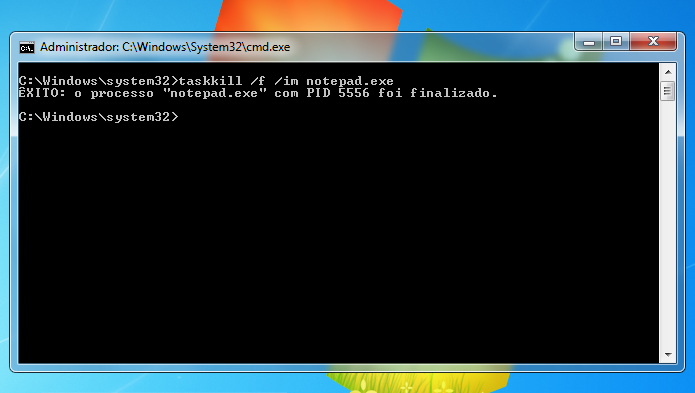 Administrador: C:\Windows\System32\cmd.exe
C:\Windows\system32>taskkill /f /im notepad.exe
ÊXITO: o processo "notepad.exe" com PID 5556 foi finalizado.
C:\Windows\system32>